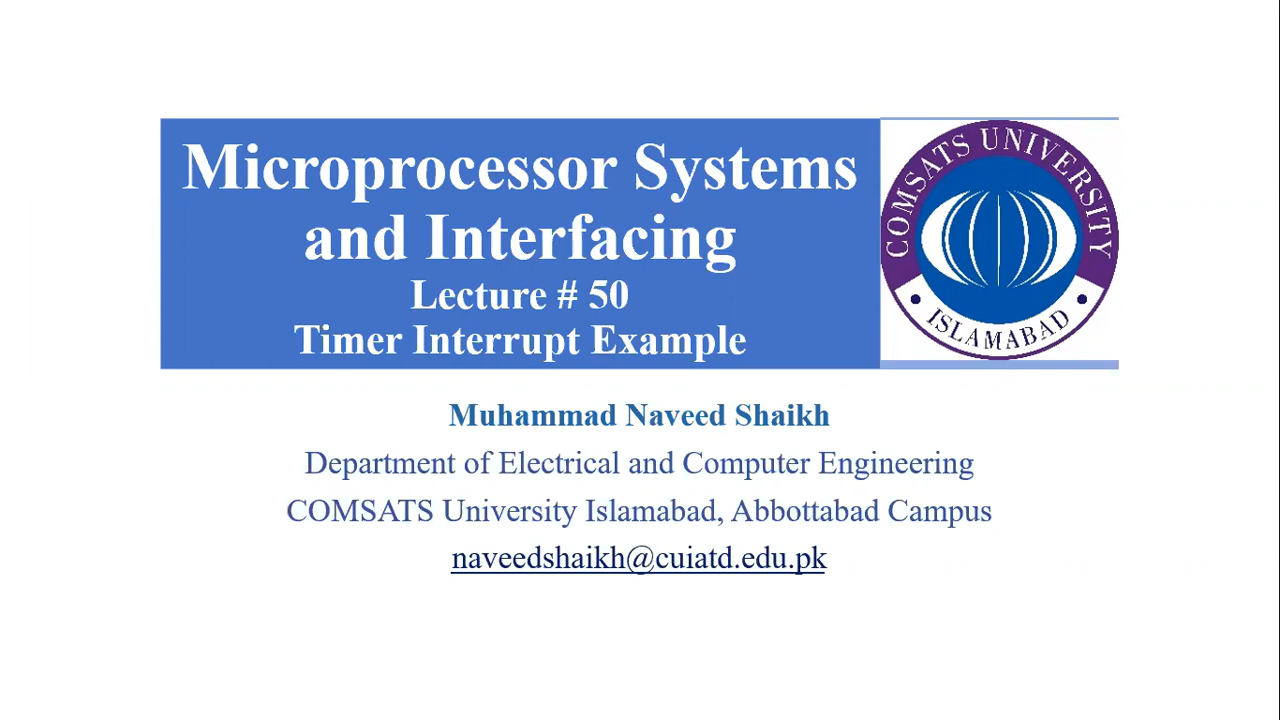 Microprocessor Systems
and Interfacing
Lecture # 50
Timer Interrupt Example
COMSATS UNIVERSITY
ISLAMABAD
Muhammad Naveed Shaikh
Department of Electrical and Computer Engineering
COMSATS University Islamabad, Abbottabad Campus
naveedshaikh@cuiatd.edu.pk